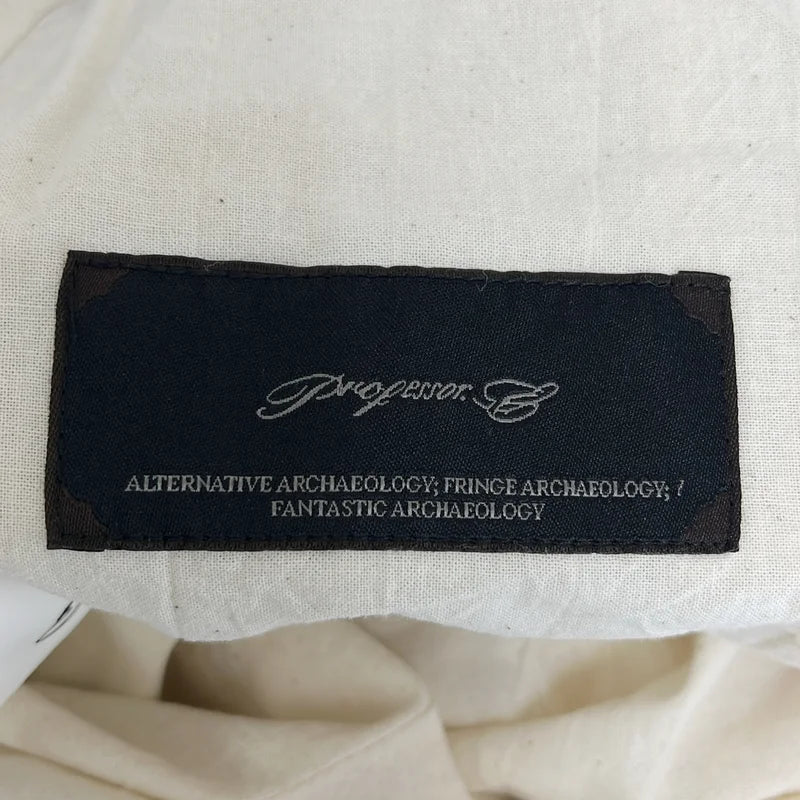 Professor. E
ALTERNATIVE ARCHAEOLOGY; FRINGE ARCHAEOLOGY; /
FANTASTIC ARCHAEOLOGY